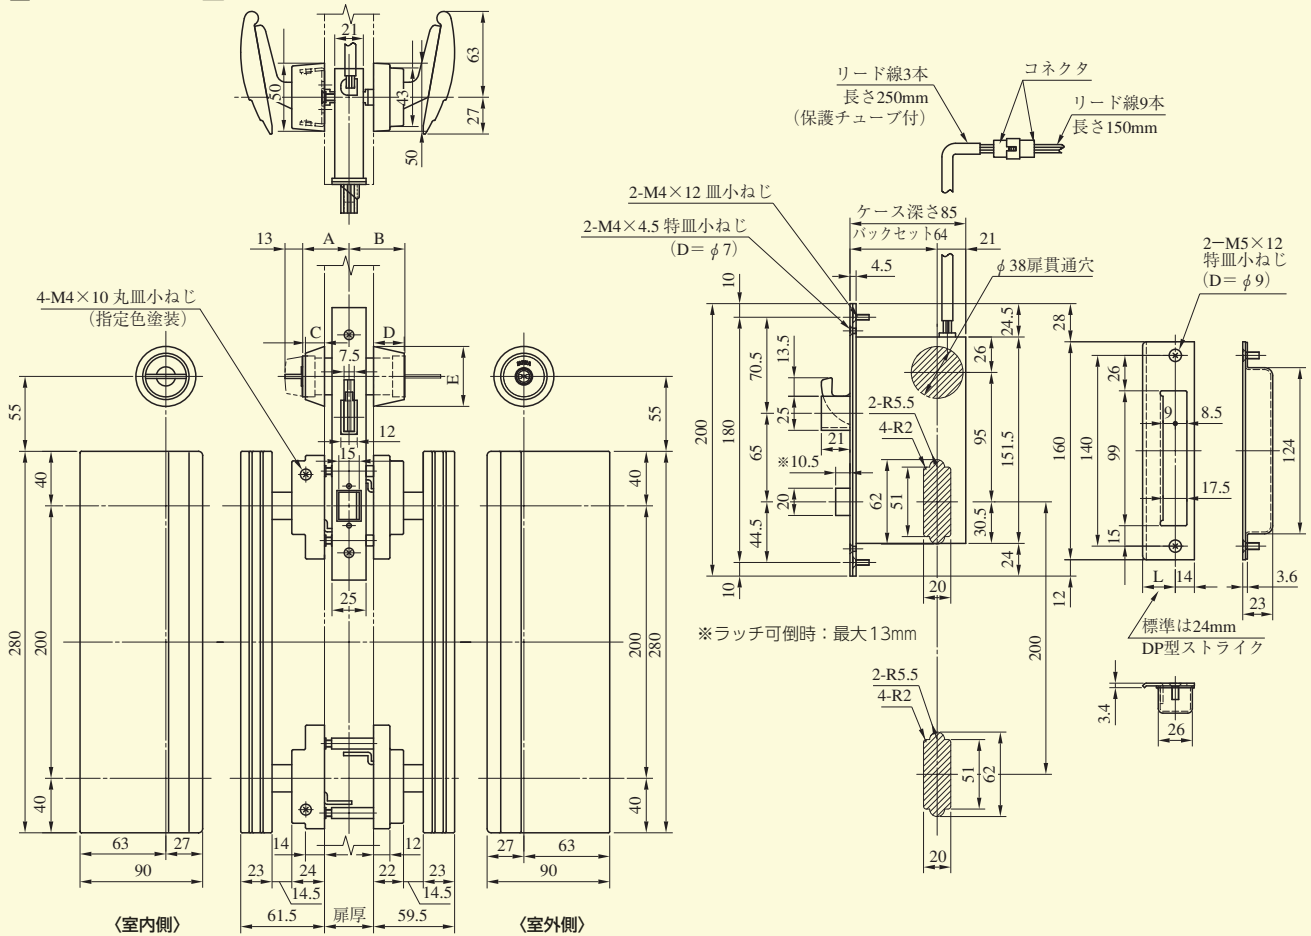 21
63
50
43
27
50
リード線3本
長さ250mm
(保護チューブ付)
コネクタ
リード線9本
長さ150mm
2-M4×12 皿小ねじ
2-M4×4.5 特皿小ねじ
(D=φ7)
ケース深さ85
バックセット64
21
4.5
φ38扉貫通穴
2−M5×12
特皿小ねじ
(D=φ9)
13
A
B
4-M4×10 丸皿小ねじ
(指定色塗装)
C
D
7.5
E
12
15
25
55
40
280
200
40
55
40
200
280
40
10
200
180
70.5
65
44.5
10
13.5
25
21
※10.5
20
2-R5.5
4-R2
62
51
20
24.5
26
95
151.5
30.5
24
28
160
12
140
26
99
15
9
8.5
17.5
124
L
14
3.6
23
標準は24mm
DP型ストライク
※ラッチ可倒時：最大13mm
200
2-R5.5
4-R2
51
62
20
3.4
26
63
27
90
14
24
23
14.5
61.5
扉厚
12
22
23
14.5
59.5
27
63
90
〈室内側〉
〈室外側〉